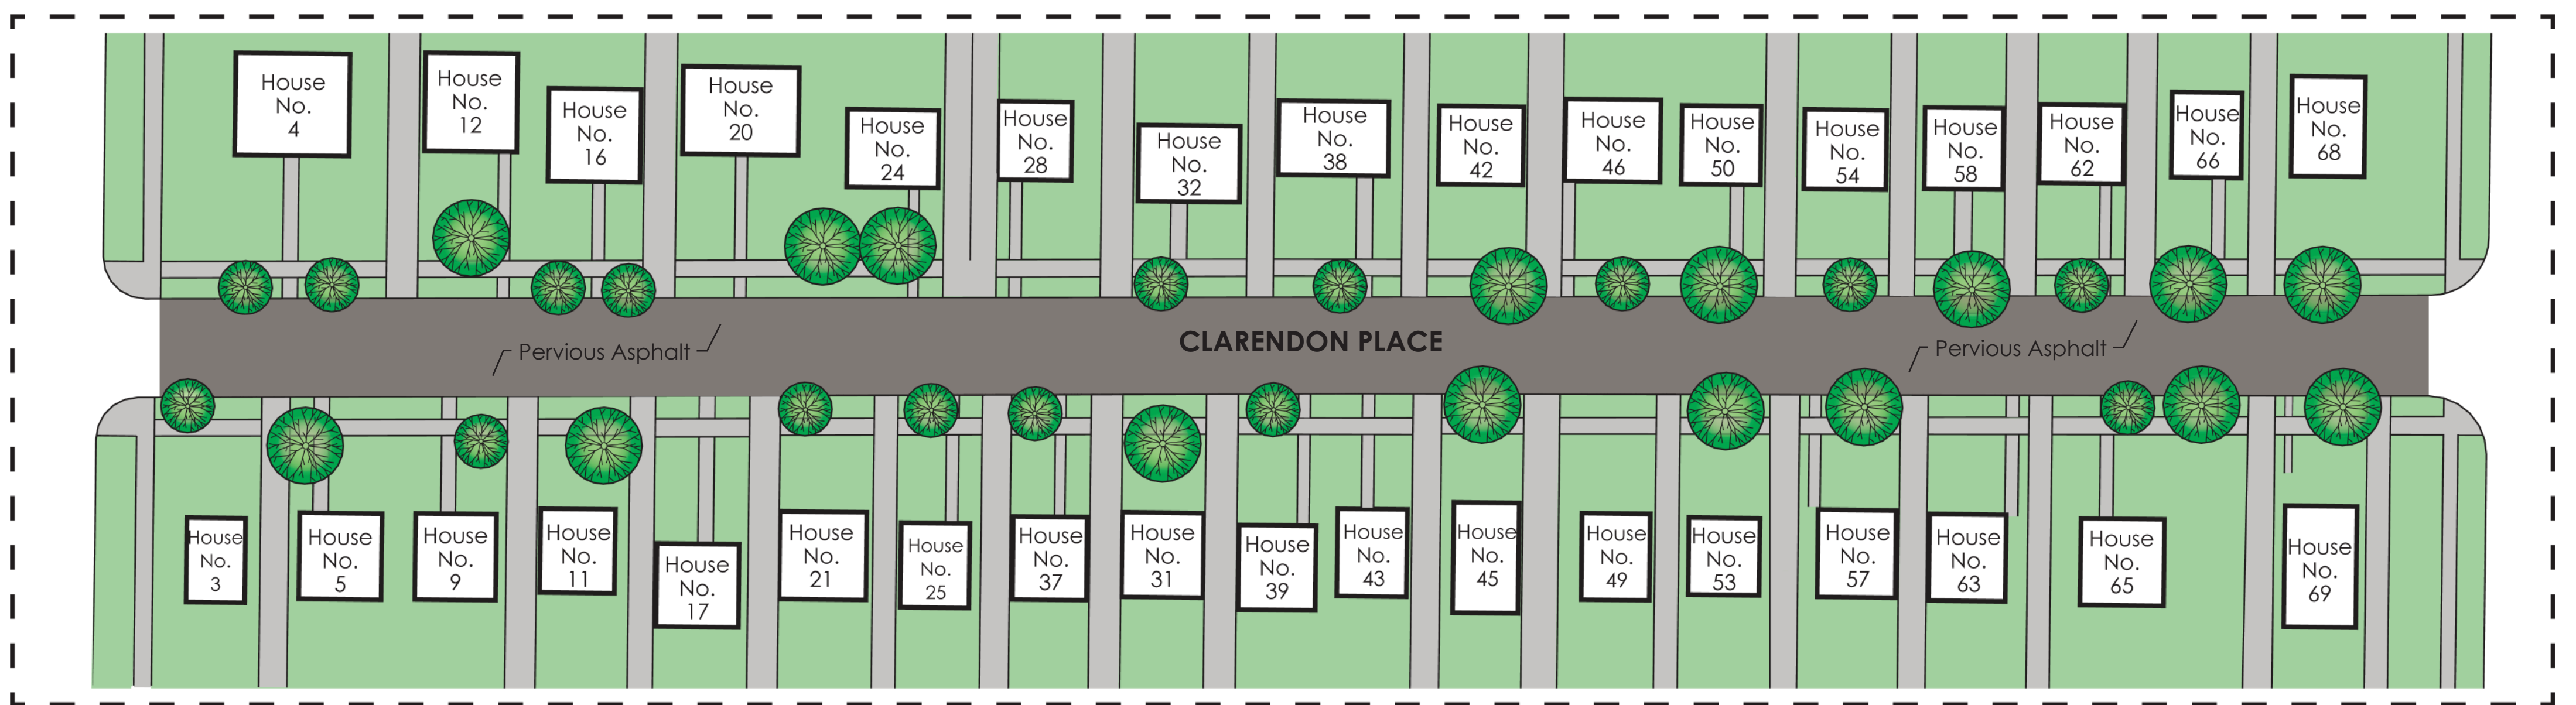 House
No.
4
House
No.
12
House
No.
16
House
No.
20
House
No.
24
House
No.
28
House
No.
32
House
No.
38
House
No.
42
House
No.
46
House
No.
50
House
No.
54
House
No.
58
House
No.
62
House
No.
66
House
No.
68
Pervious Asphalt
CLARENDON PLACE
Pervious Asphalt
House
No.
3
House
No.
5
House
No.
9
House
No.
11
House
No.
17
House
No.
21
House
No.
25
House
No.
37
House
No.
31
House
No.
39
House
No.
43
House
No.
45
House
No.
49
House
No.
53
House
No.
57
House
No.
63
House
No.
65
House
No.
69